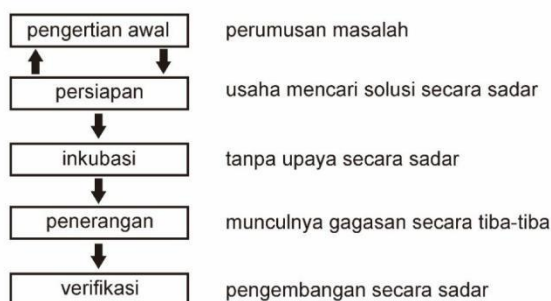 pengertian awal perumusan masalah
persiapan usaha mencari solusi secara sadar
inkubasi tanpa upaya secara sadar
penerangan munculnya gagasan secara tiba-tiba
verifikasi pengembangan secara sadar